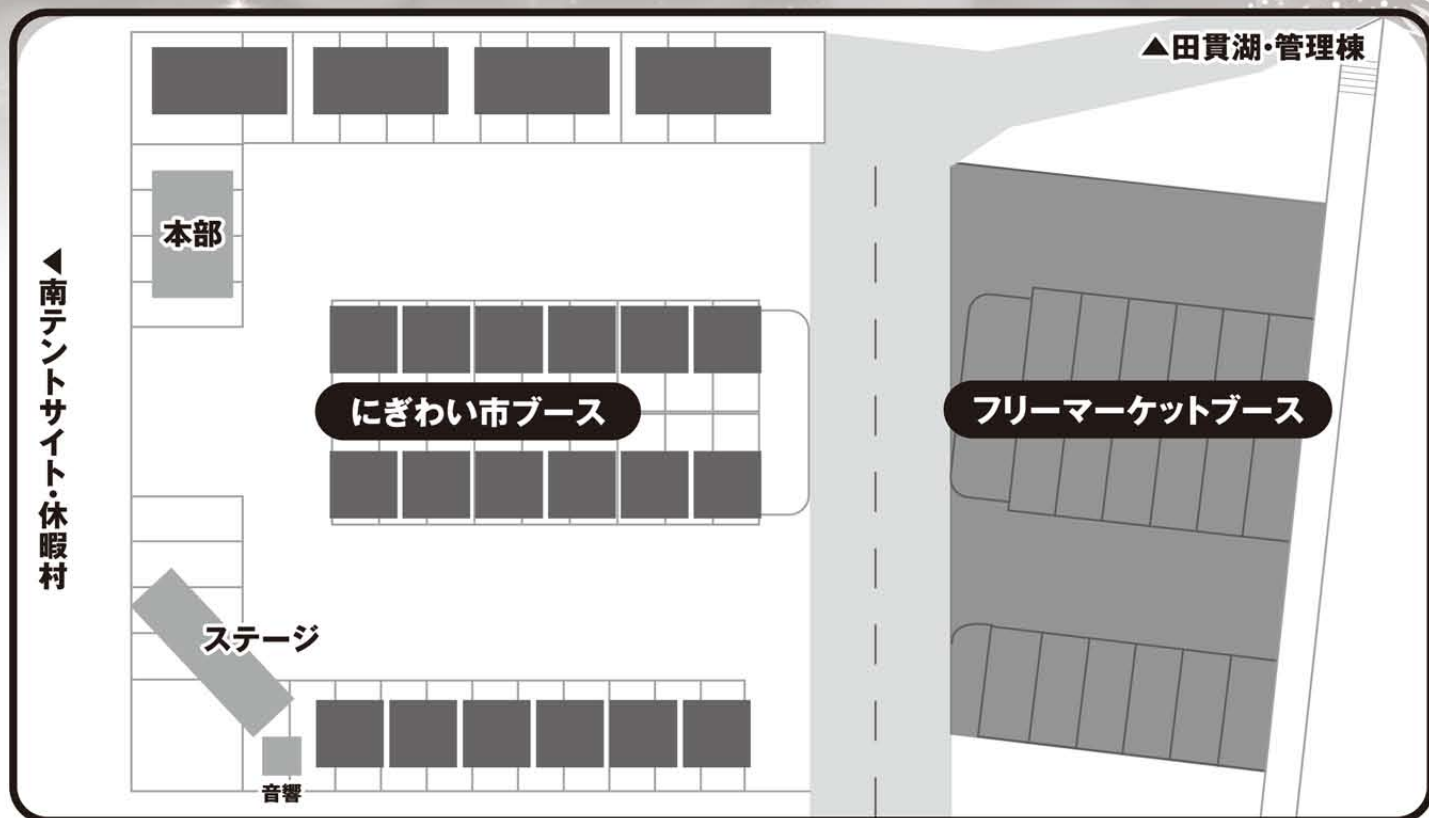 ▲田貫湖・管理棟
本部
◀南テントサイト・休暇村
にぎわい市ブース
フリーマーケットブース
ステージ
音響